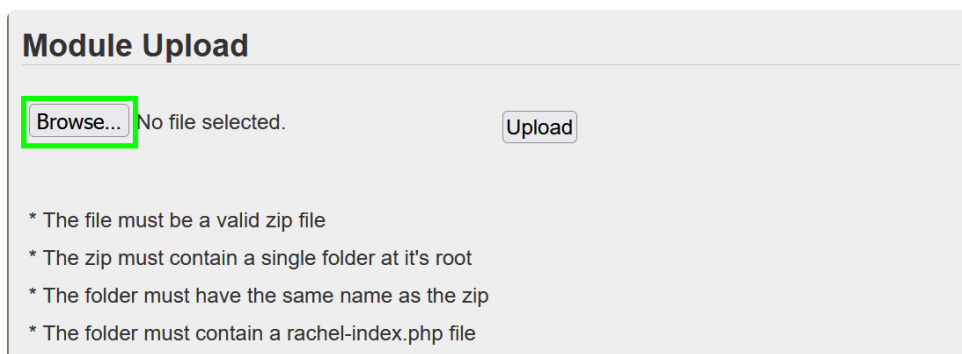 Module Upload
Browse... No file selected. Upload
* The file must be a valid zip file
* The zip must contain a single folder at it's root
* The folder must have the same name as the zip
* The folder must contain a rachel-index.php file